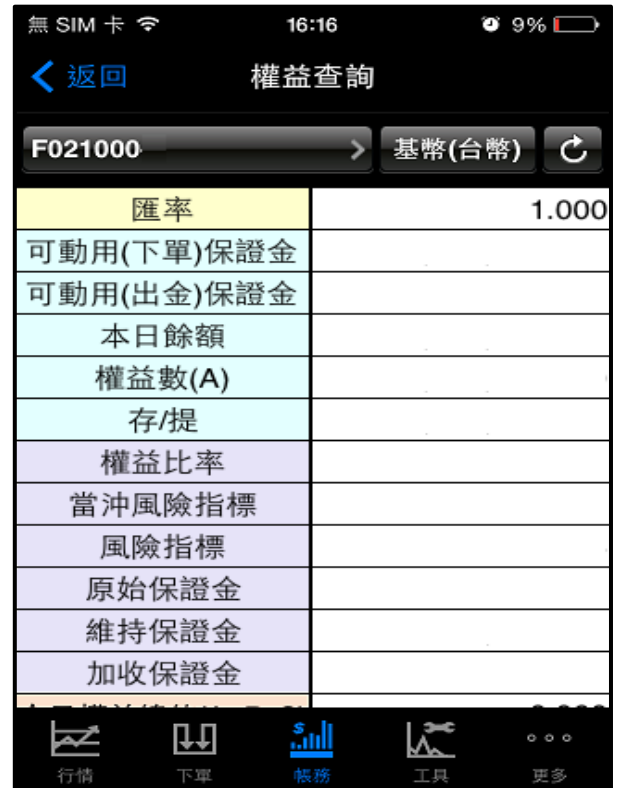 無 SIM 卡 16:16 9%
返回 權益查詢
F021000 基幣(台幣)
匯率 1.000
可動用(下單)保證金
可動用(出金)保證金
本日餘額
權益數(A)
存/提
權益比率
當沖風險指標
風險指標
原始保證金
維持保證金
加收保證金
$
行情 下單 帳務 工具 更多